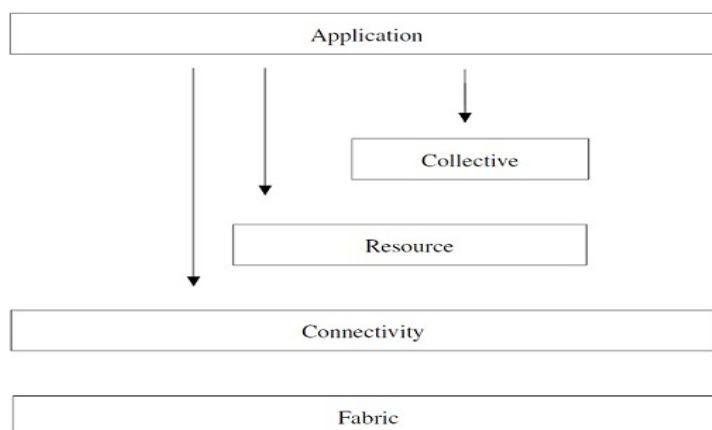 Application
Collective
Resource
Connectivity
Fabric